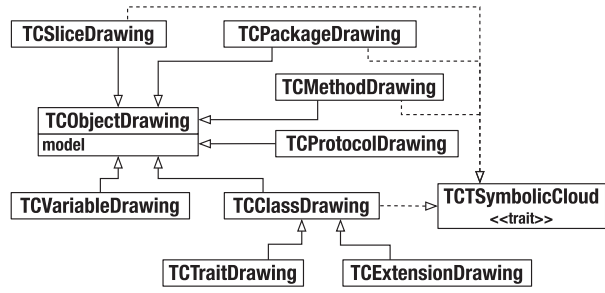 TCSliceDrawing
TCPackageDrawing
TCMethodDrawing
TCObjectDrawing
model
TCProtocolDrawing
TCVariableDrawing
TCClassDrawing
TCTSymbolicCloud
<<trait>>
TCTraitDrawing
TCExtensionDrawing